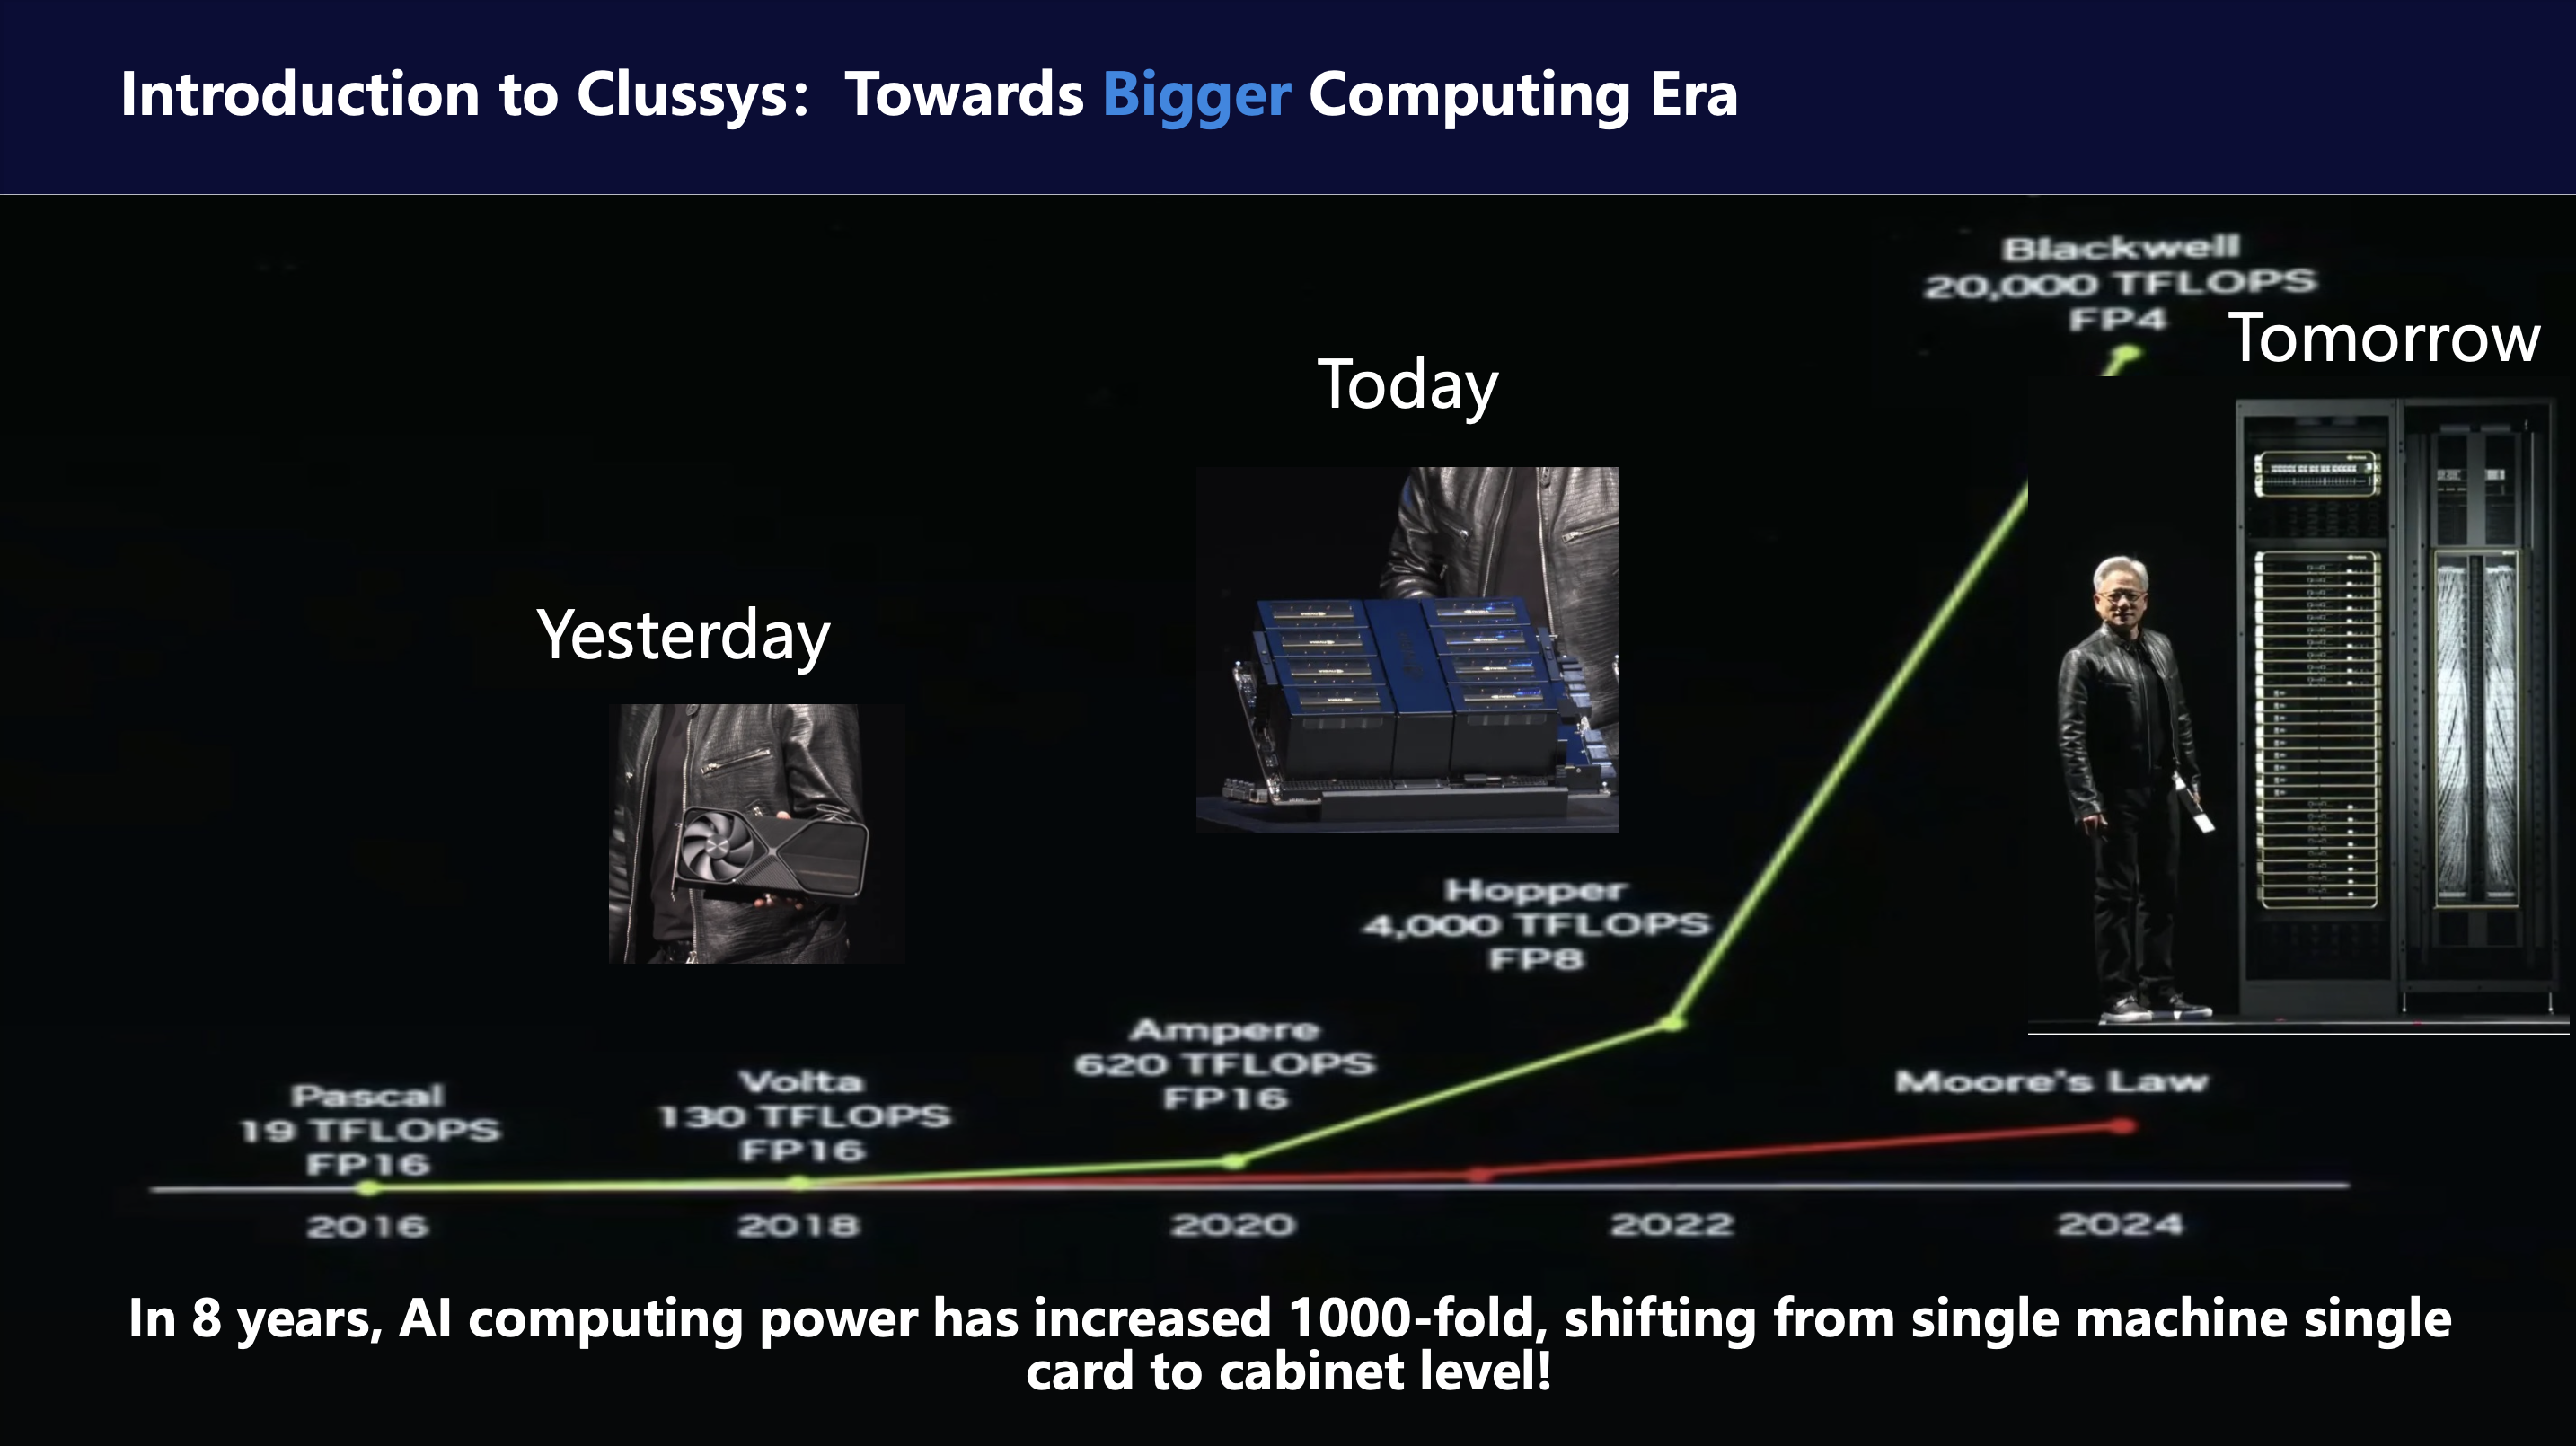 Introduction to Clussys： Towards Bigger Computing Era
Blackwell
20,000 TFLOPS
FP4
Tomorrow
Today
Yesterday
Hopper
4,000 TFLOPS
FP8
Ampere
620 TFLOPS
FP16
Volta
130 TFLOPS
FP16
Pascal
19 TFLOPS
FP16
Moore's Law
2016 2018 2020 2022 2024
In 8 years, AI computing power has increased 1000-fold, shifting from single machine single
card to cabinet level!